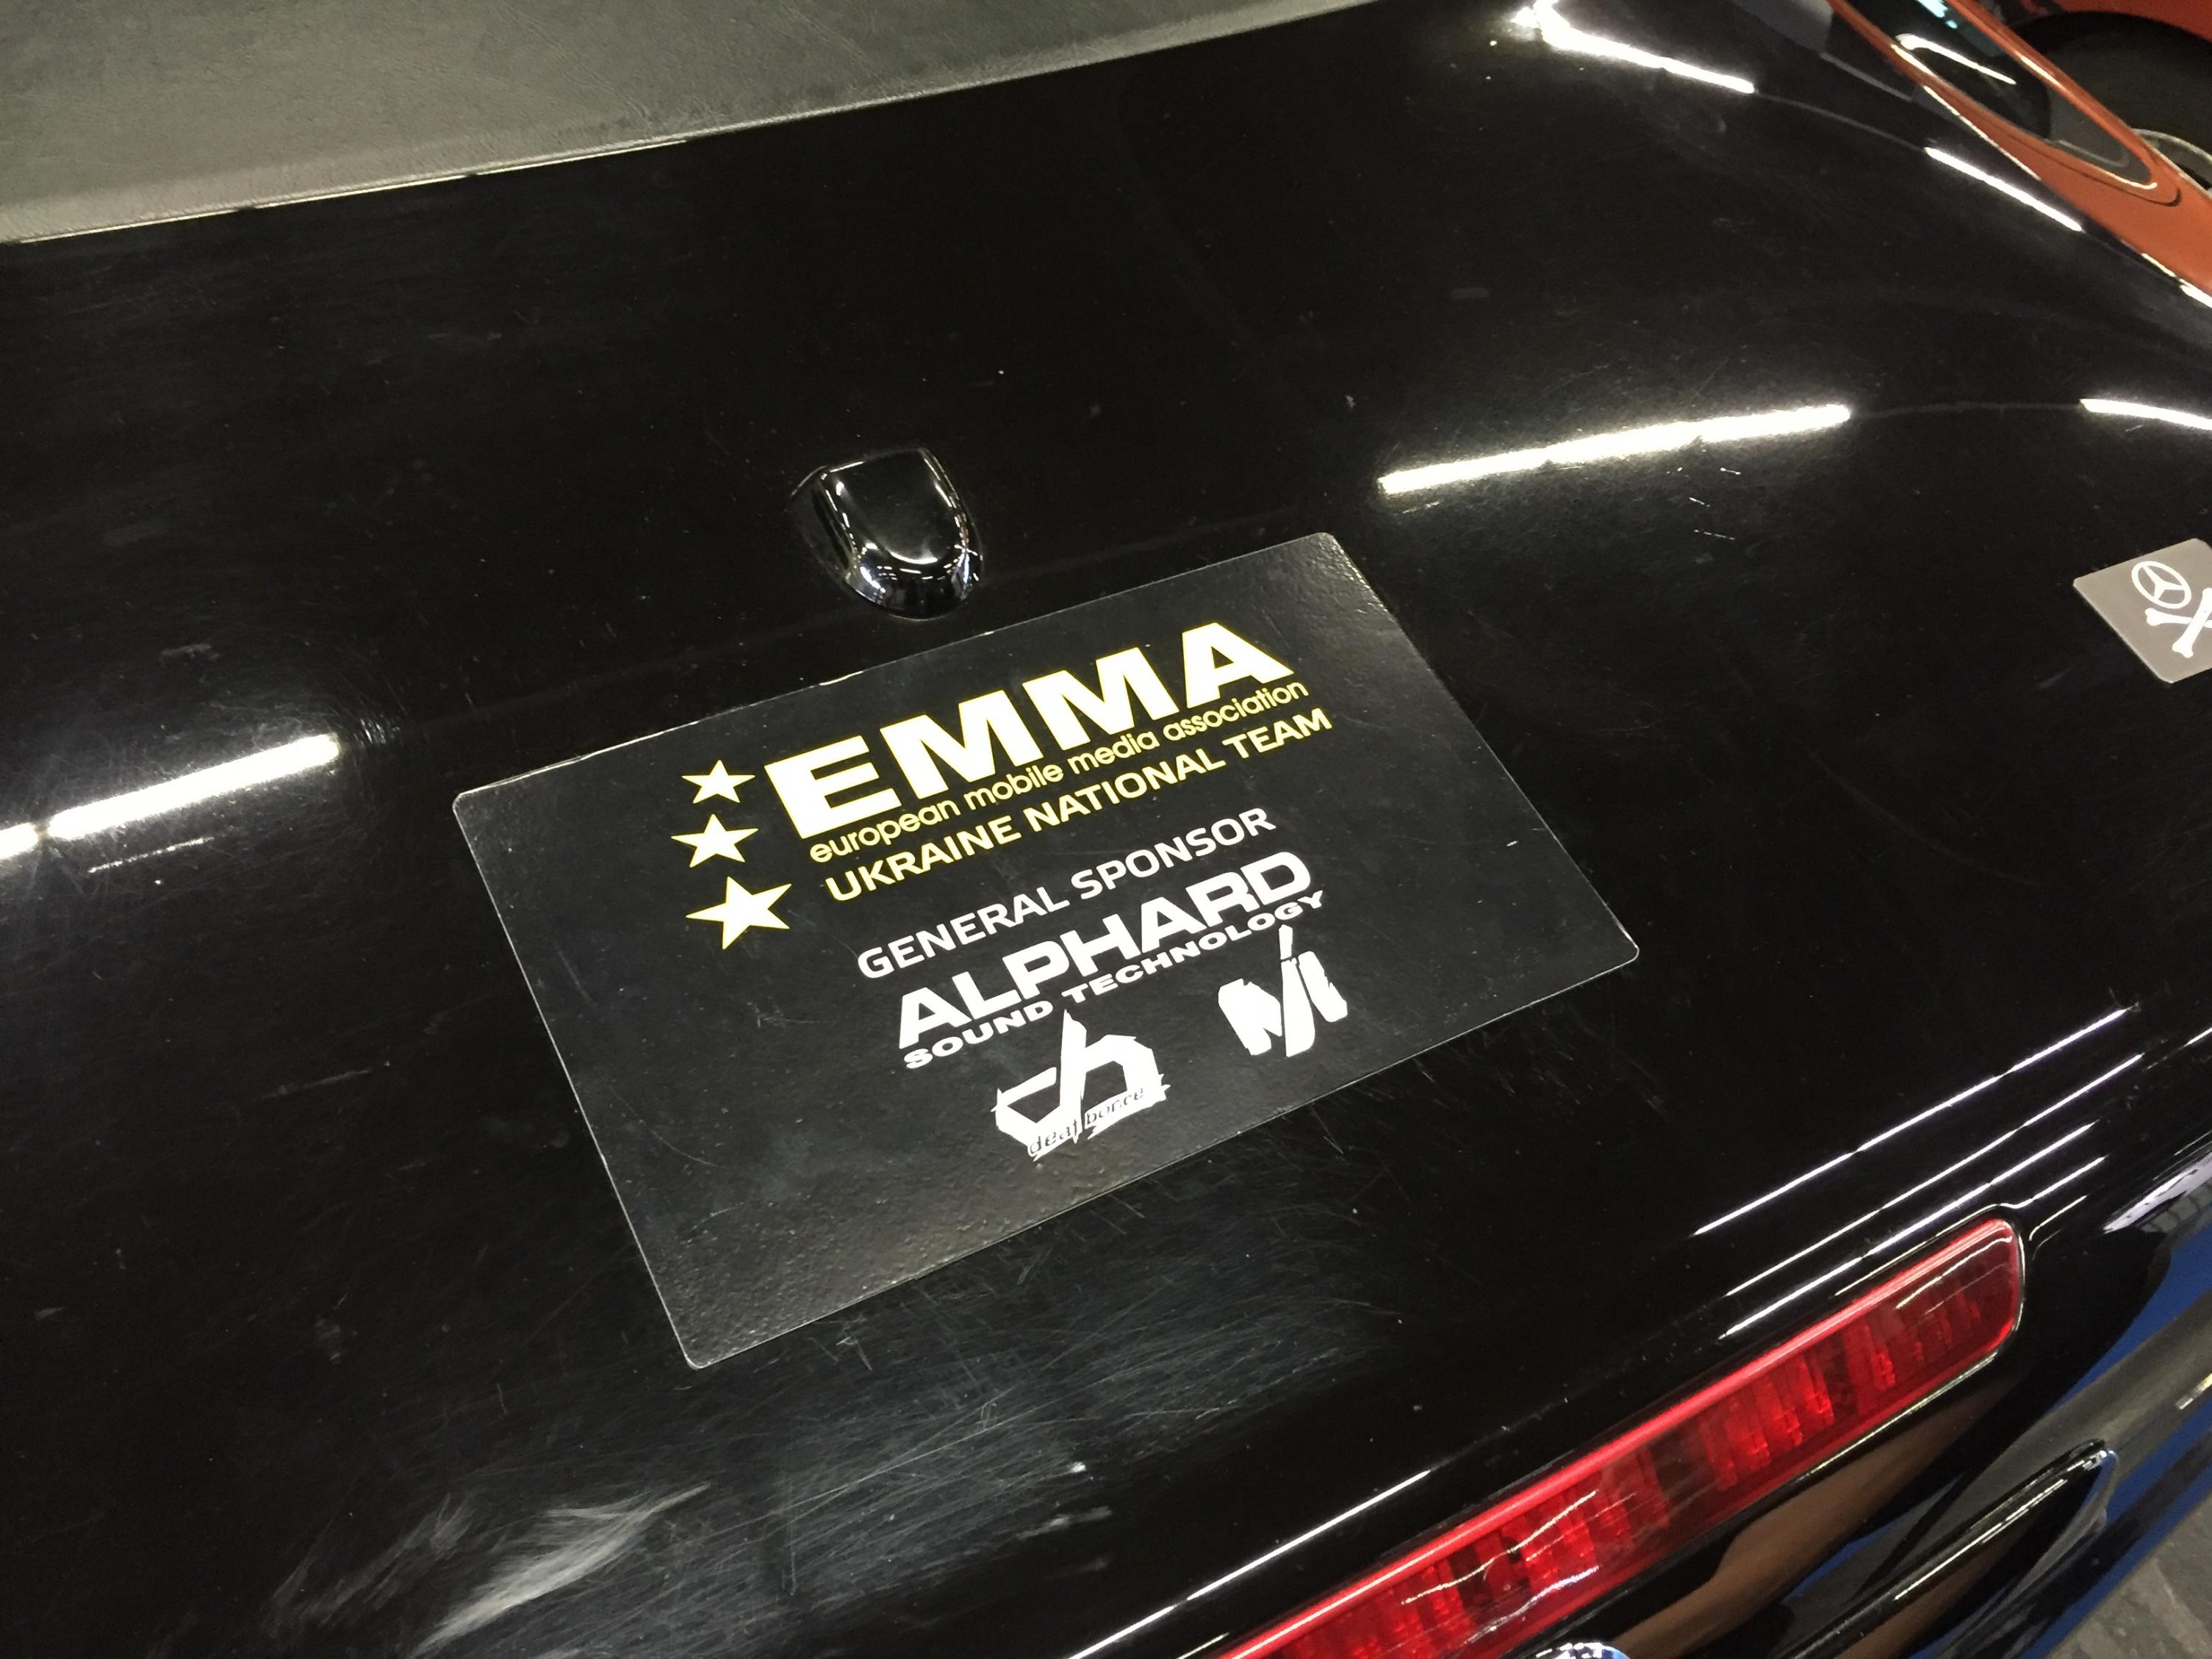 EMMA
european mobile media association
UKRAINE NATIONAL TEAM
GENERAL SPONSOR
ALPHARD
SOUND TECHNOLOGY
deaf bonce